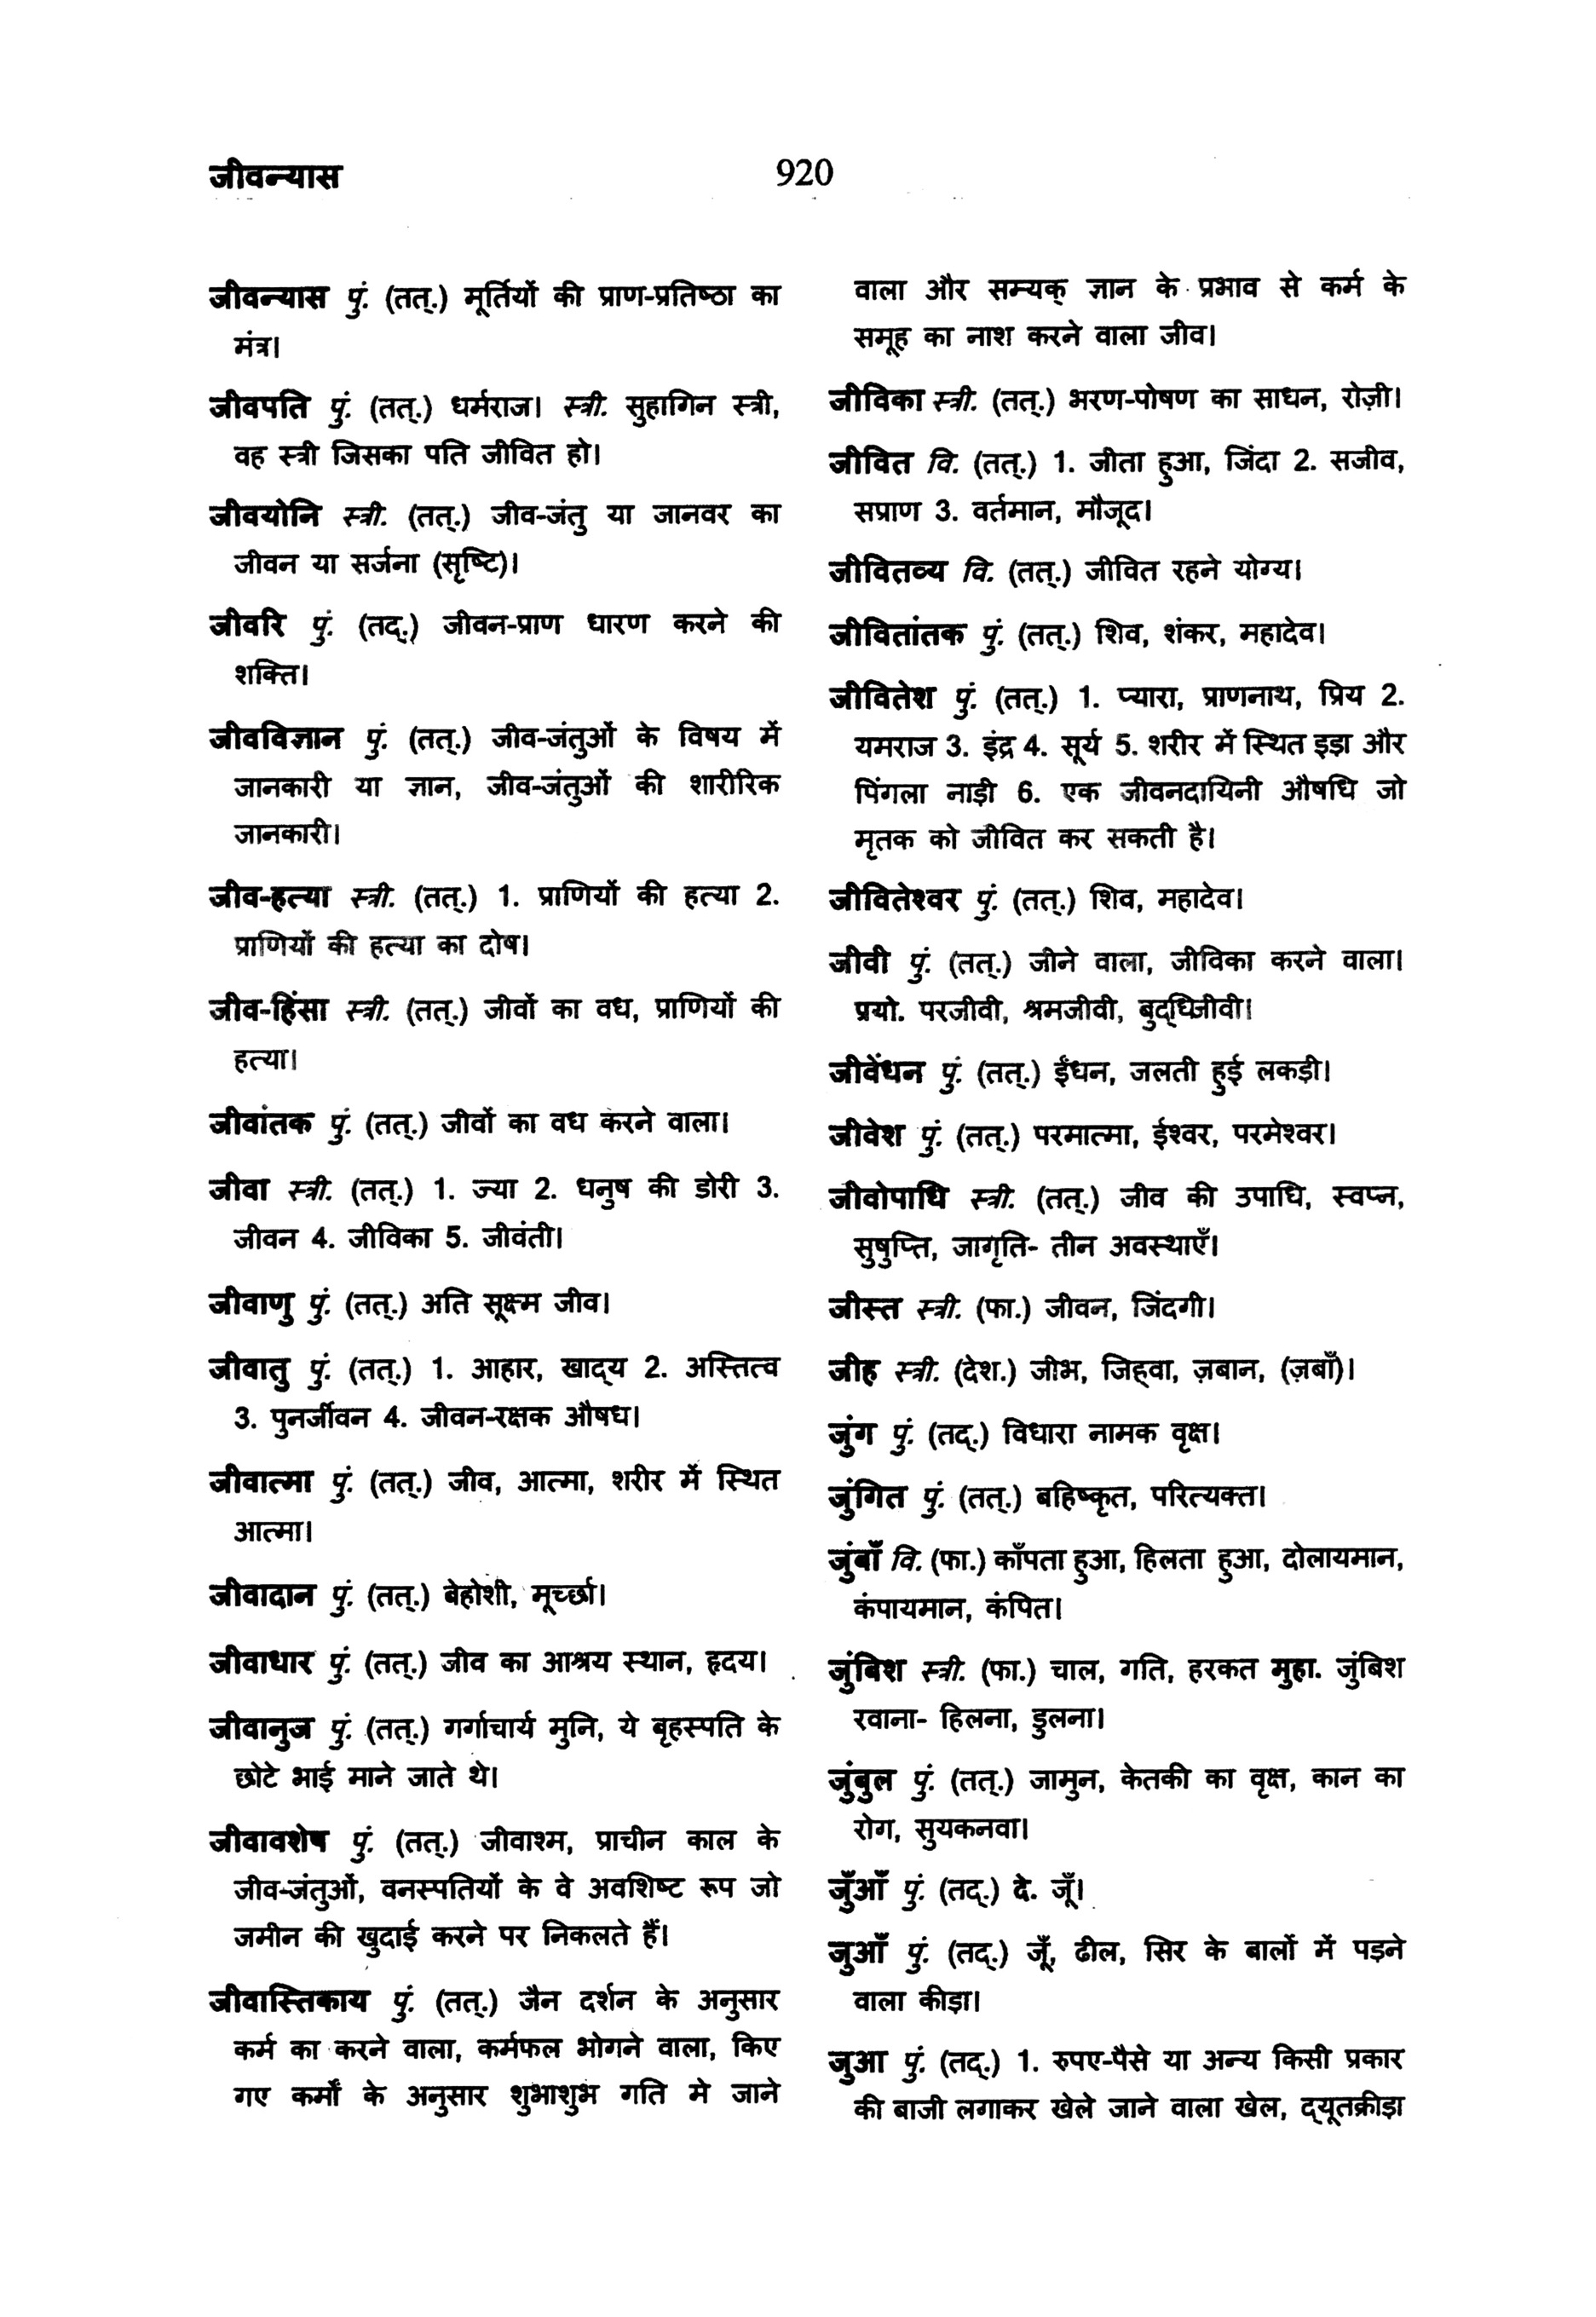 जीवन्यास
920
जीवन्यास पुं. (तत्.) मूर्तियों की प्राण-प्रतिष्ठा का
मंत्र।
जीवपति पुं. (तत्.) धर्मराज। स्त्री. सुहागिन स्त्री,
वह स्त्री जिसका पति जीवित हो।
जीवयोनि स्त्री. (तत्.) जीव-जंतु या जानवर का
जीवन या सर्जना (सृष्टि)।
जीवरि पुं. (तद्.) जीवन-प्राण धारण करने की
शक्ति।
जीवविज्ञान पुं. (तत्.) जीव-जंतुओं के विषय में
जानकारी या ज्ञान, जीव-जंतुओं की शारीरिक
जानकारी।
जीव-हत्या स्त्री. (तत्.) 1. प्राणियों की हत्या 2.
प्राणियों की हत्या का दोष।
जीव-हिंसा स्त्री. (तत्.) जीवों का वध, प्राणियों की
हत्या।
जीवांतक पुं. (तत्.) जीवों का वध करने वाला।
जीवा स्त्री. (तत्.) 1. ज्या 2. धनुष की डोरी 3.
जीवन 4. जीविका 5. जीवंती।
जीवाणु पुं. (तत्.) अति सूक्ष्म जीव।
जीवातु पुं. (तत्.) 1. आहार, खाद्‌य 2. अस्तित्व
3. पुनर्जीवन 4. जीवन-रक्षक औषध।
जीवात्मा पुं. (तत्.) जीव, आत्मा, शरीर में स्थित
आत्मा।
जीवादान पुं. (तत्.) बेहोशी, मूर्च्छा।
जीवाधार पुं. (तत्.) जीव का आश्रय स्थान, हृदय।
जीवानुज पुं. (तत्.) गर्गाचार्य मुनि, ये बृहस्पति के
छोटे भाई माने जाते थे।
जीवावशेष पुं. (तत्.) जीवाश्म, प्राचीन काल के
जीव-जंतुओं, वनस्पतियों के वे अवशिष्ट रूप जो
जमीन की खुदाई करने पर निकलते हैं।
जीवास्तिकाय पुं. (तत्.) जैन दर्शन के अनुसार
कर्म का करने वाला, कर्मफल भोगने वाला, किए
गए कर्मों के अनुसार शुभाशुभ गति मे जाने
वाला और सम्यक् ज्ञान के प्रभाव से कर्म के
समूह का नाश करने वाला जीव।
जीविका स्त्री. (तत्.) भरण-पोषण का साधन, रोज़ी।
जीवित वि. (तत्.) 1. जीता हुआ, जिंदा 2. सजीव,
सप्राण 3. वर्तमान, मौजूद।
जीवितव्य वि. (तत्.) जीवित रहने योग्य।
जीवितांतक पुं. (तत्.) शिव, शंकर, महादेव।
जीवितेश पुं. (तत्.) 1. प्यारा, प्राणनाथ, प्रिय 2.
यमराज 3. इंद्र 4. सूर्य 5. शरीर में स्थित इड़ा और
पिंगला नाड़ी 6. एक जीवनदायिनी औषधि जो
मृतक को जीवित कर सकती है।
जीवितेश्वर पुं. (तत्.) शिव, महादेव।
जीवी पुं. (तत्.) जीने वाला, जीविका करने वाला।
प्रयो. परजीवी, श्रमजीवी, बुद्‌धिजीवी।
जीवेंधन पुं. (तत्.) ईंधन, जलती हुई लकड़ी।
जीवेश पुं. (तत्.) परमात्मा, ईश्वर, परमेश्वर।
जीवोपाधि स्त्री. (तत्.) जीव की उपाधि, स्वप्न,
सुषुप्ति, जागृति- तीन अवस्थाएँ।
जीस्त स्त्री. (फा.) जीवन, जिंदगी।
जीह स्त्री. (देश.) जीभ, जिह्‌वा, ज़बान, (ज़बाँ)।
जुंग पुं. (तद्.) विधारा नामक वृक्ष।
जुंगित पुं. (तत्.) बहिष्कृत, परित्यक्त।
जुंबाँ वि. (फा.) काँपता हुआ, हिलता हुआ, दोलायमान,
कंपायमान, कंपित।
जुंबिश स्त्री. (फा.) चाल, गति, हरकत मुहा. जुंबिश
रवाना- हिलना, डुलना।
जुंबुल पुं. (तत्.) जामुन, केतकी का वृक्ष, कान का
रोग, सुयकनवा।
जुँआँ पुं. (तद्.) दे. जूँ।
जुआँ पुं. (तद्.) जूँ, ढील, सिर के बालों में पड़ने
वाला कीड़ा।
जुआ पुं. (तद्.) 1. रुपए-पैसे या अन्य किसी प्रकार
की बाजी लगाकर खेले जाने वाला खेल, द्‌यूतक्रीड़ा